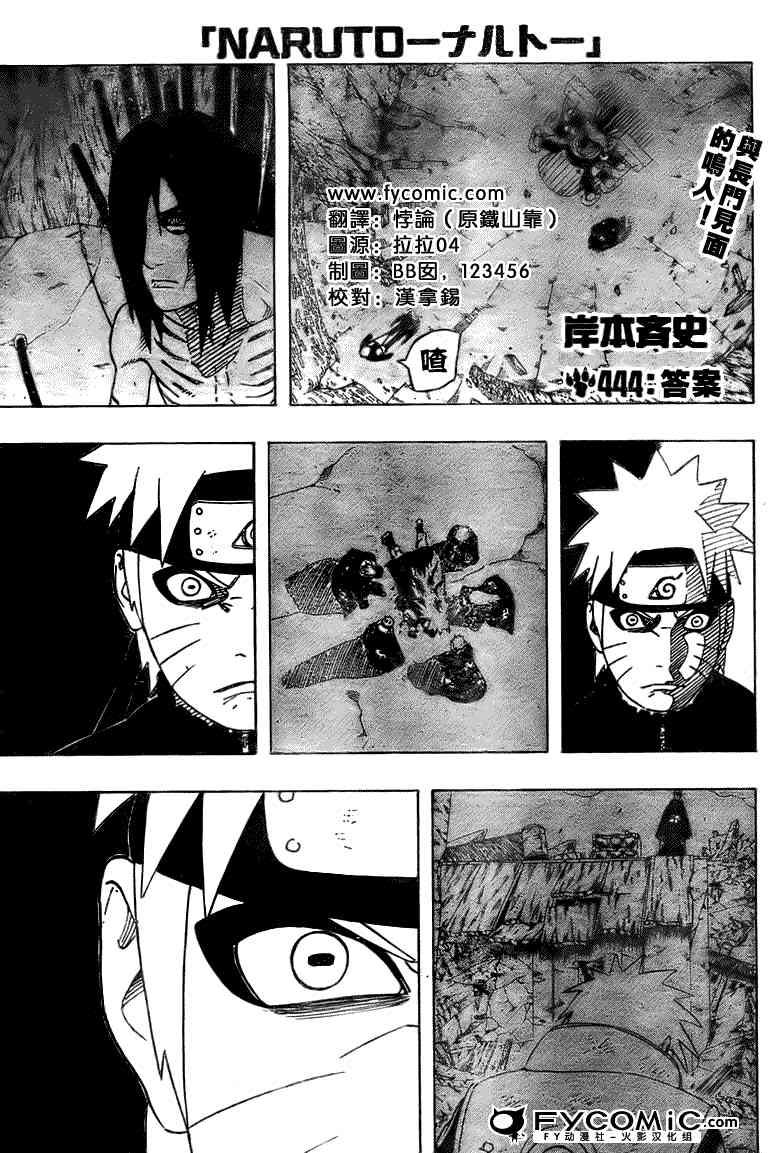 「NARUTOーナルトー」
與長門見面
的鳴人！
www.fycomic.com
翻譯：悖論（原鐵山靠）
圖源：拉拉04
制圖：BB囡，123456
校對：漢拿錫
岸本斉史
444：答案
喳
FYCOMiC.com
FY动漫社—火影汉化组